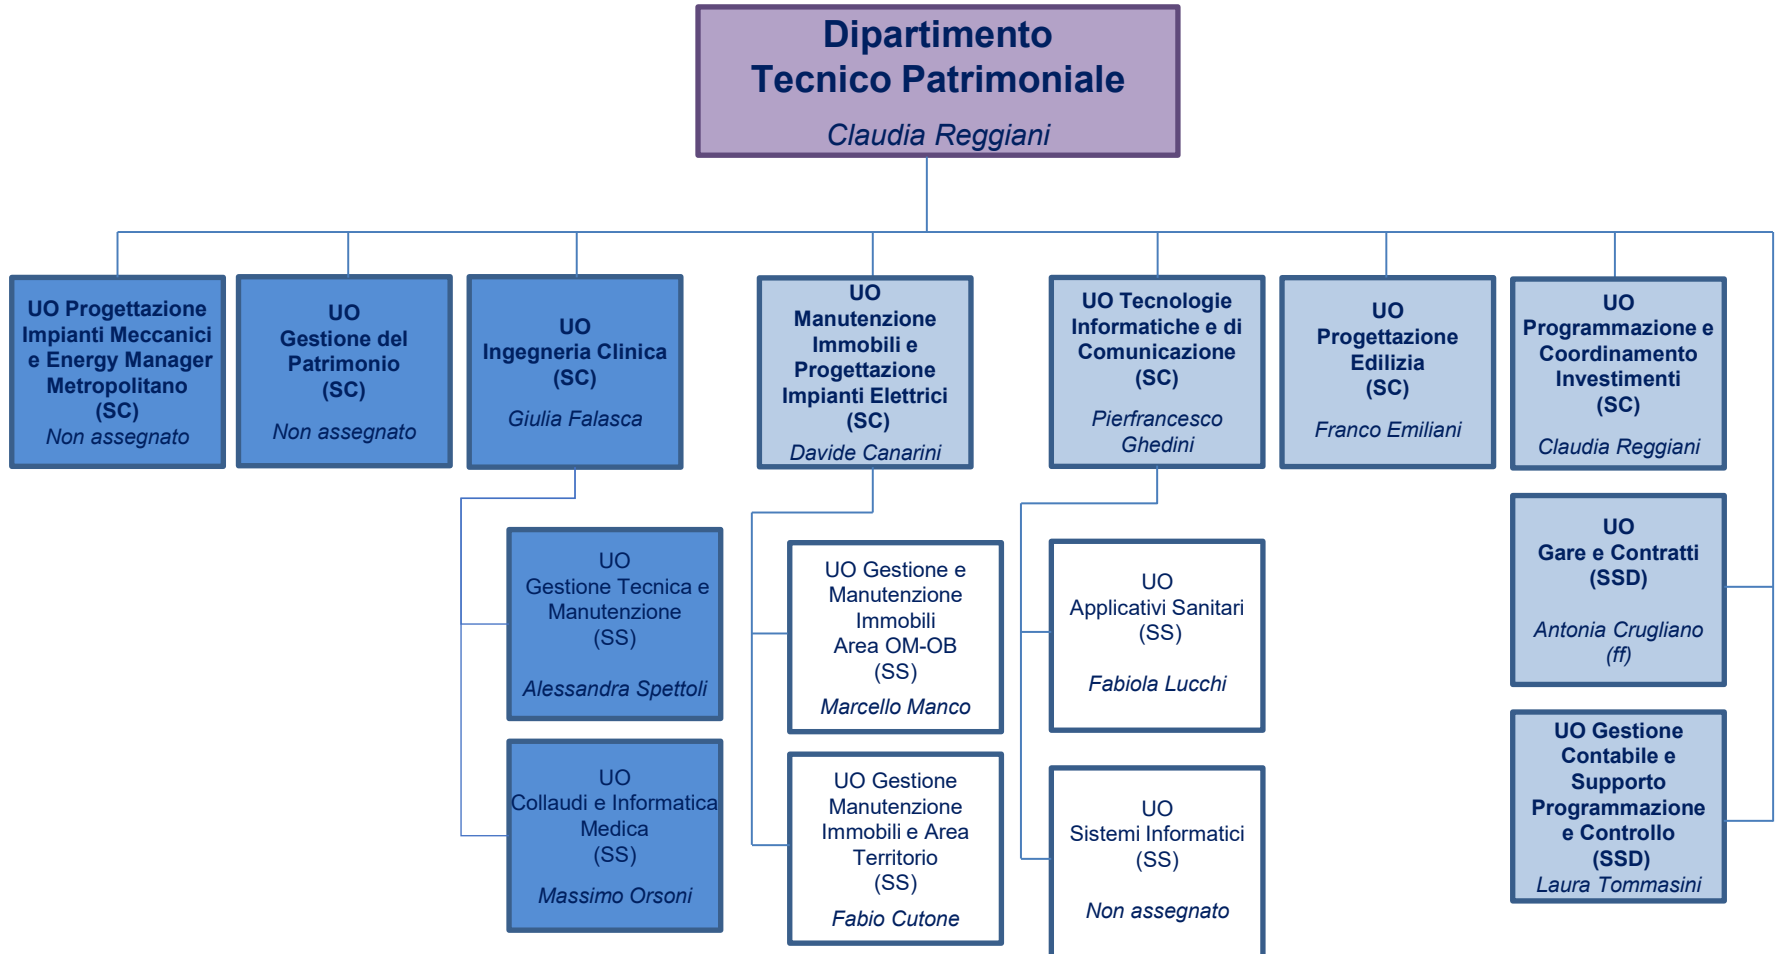 Dipartimento
Tecnico Patrimoniale
Claudia Reggiani
UO Progettazione
Impianti Meccanici
e Energy Manager
Metropolitano
(SC)
Non assegnato
UO
Gestione del
Patrimonio
(SC)
Non assegnato
UO
Ingegneria Clinica
(SC)
Giulia Falasca
UO
Manutenzione
Immobili e
Progettazione
Impianti Elettrici
(SC)
Davide Canarini
UO Tecnologie
Informatiche e di
Comunicazione
(SC)
Pierfrancesco
Ghedini
UO
Progettazione
Edilizia
(SC)
Franco Emiliani
UO
Programmazione e
Coordinamento
Investimenti
(SC)
Claudia Reggiani
UO
Gestione Tecnica e
Manutenzione
(SS)
Alessandra Spettoli
UO Gestione e
Manutenzione
Immobili
Area OM-OB
(SS)
Marcello Manco
UO
Applicativi Sanitari
(SS)
Fabiola Lucchi
UO
Gare e Contratti
(SSD)
Antonia Crugliano
(ff)
UO
Collaudi e Informatica
Medica
(SS)
Massimo Orsoni
UO Gestione
Manutenzione
Immobili e Area
Territorio
(SS)
Fabio Cutone
UO
Sistemi Informatici
(SS)
Non assegnato
UO Gestione
Contabile e
Supporto
Programmazione
e Controllo
(SSD)
Laura Tommasini